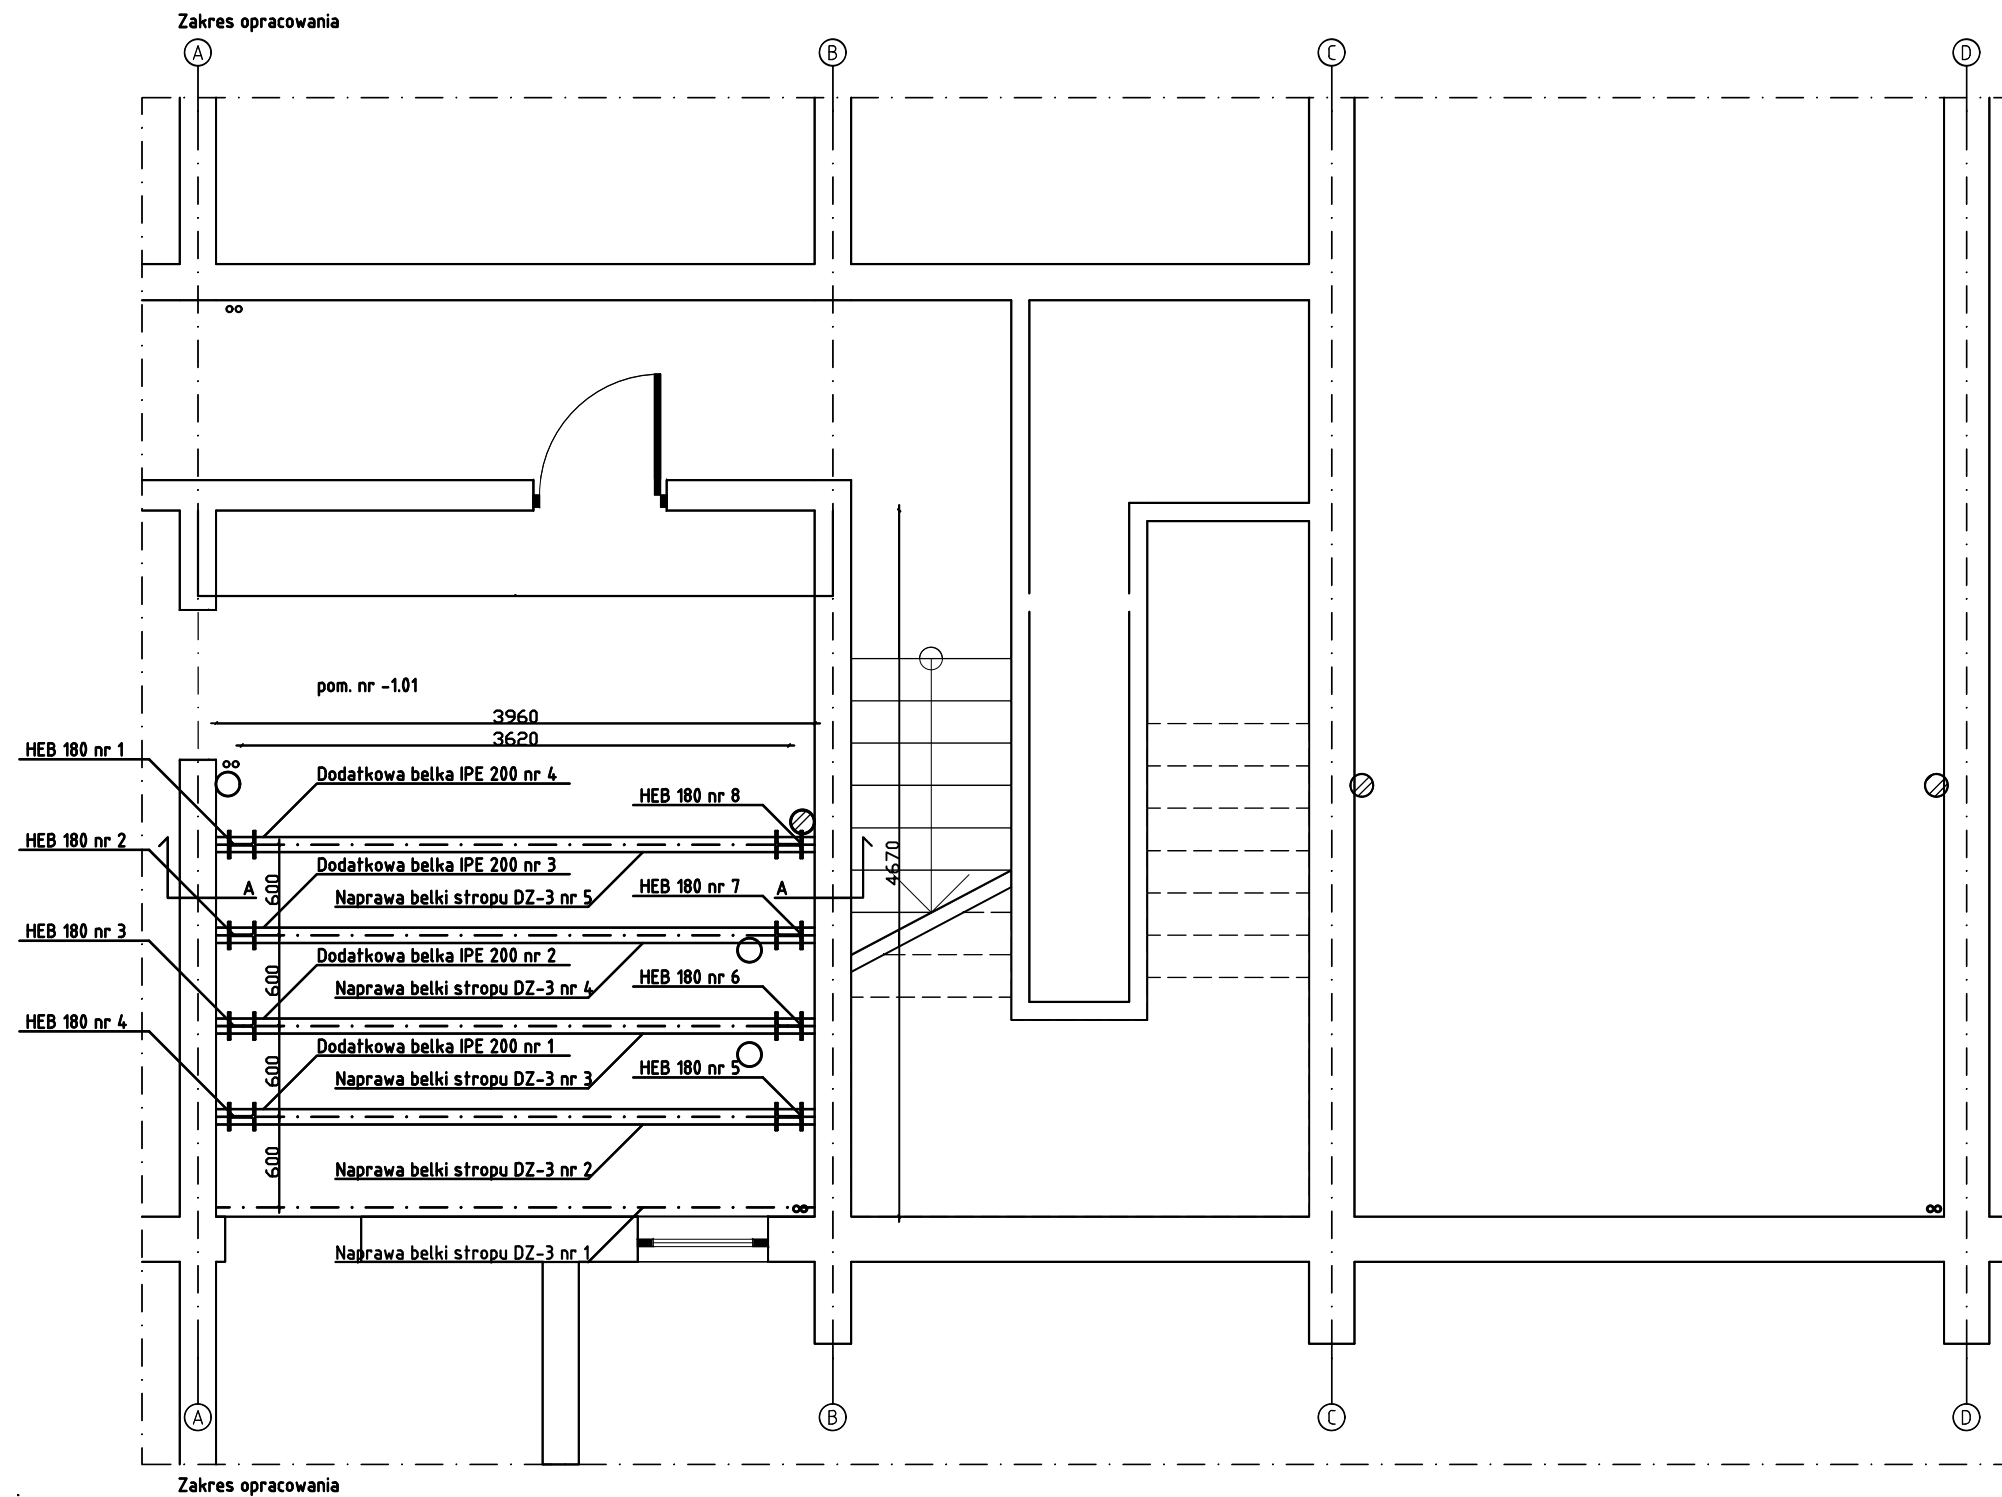 Zakres opracowania
A
B
C
D
pom. nr -1.01
3960
3620
HEB 180 nr 1
Dodatkowa belka IPE 200 nr 4
HEB 180 nr 8
HEB 180 nr 2
4670
Dodatkowa belka IPE 200 nr 3
600
A
Naprawa belki stropu DZ-3 nr 5
HEB 180 nr 7
A
HEB 180 nr 3
Dodatkowa belka IPE 200 nr 2
600
Naprawa belki stropu DZ-3 nr 4
HEB 180 nr 6
HEB 180 nr 4
Dodatkowa belka IPE 200 nr 1
600
Naprawa belki stropu DZ-3 nr 3
HEB 180 nr 5
600
Naprawa belki stropu DZ-3 nr 2
Naprawa belki stropu DZ-3 nr 1
A
B
C
D
Zakres opracowania